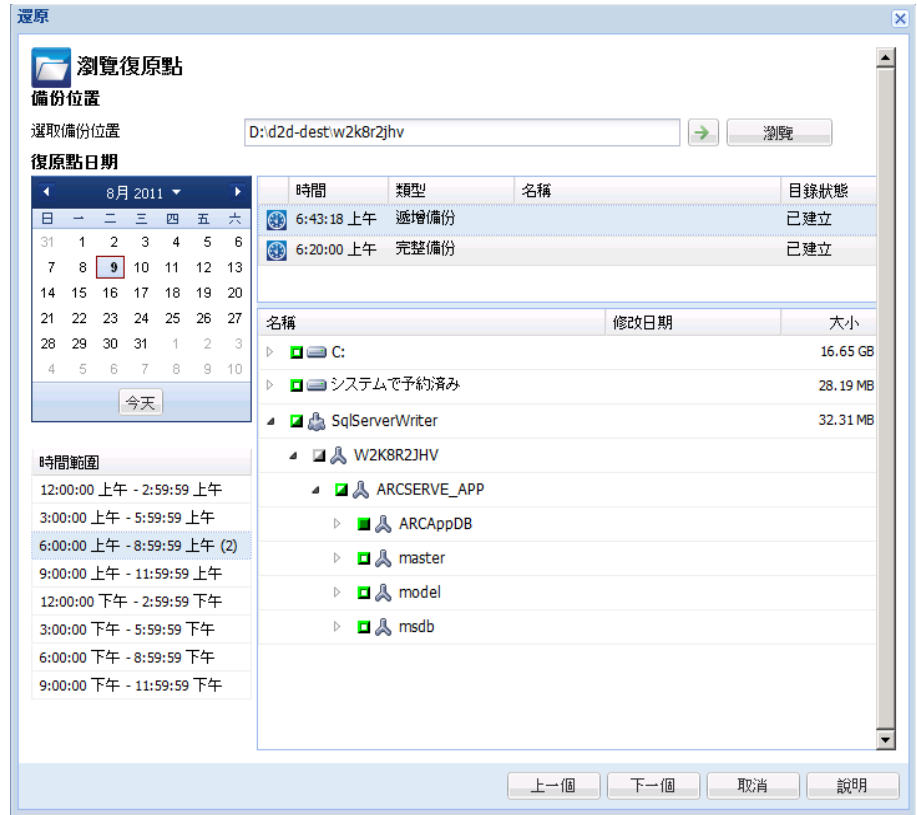 還原
瀏覽復原點
備份位置
選取備份位置 D:\d2d-dest\w2k8r2jhv 瀏覽
復原點日期
8月 2011
日 一 二 三 四 五 六
31 1 2 3 4 5 6
7 8 9 10 11 12 13
14 15 16 17 18 19 20
21 22 23 24 25 26 27
28 29 30 31 1 2 3
4 5 6 7 8 9 10
今天
時間範圍
12:00:00 上午 - 2:59:59 上午
3:00:00 上午 - 5:59:59 上午
6:00:00 上午 - 8:59:59 上午 (2)
9:00:00 上午 - 11:59:59 上午
12:00:00 下午 - 2:59:59 下午
3:00:00 下午 - 5:59:59 下午
6:00:00 下午 - 8:59:59 下午
9:00:00 下午 - 11:59:59 下午
時間 類型 名稱 目錄狀態
6:43:18 上午 遞增備份 已建立
6:20:00 上午 完整備份 已建立
名稱 修改日期 大小
C: 16.65 GB
システムで予約済み 28.19 MB
SqlServerWriter 32.31 MB
W2K8R2JHV
ARCSERVE_APP
ARCAppDB
master
model
msdb
上一個 下一個 取消 說明